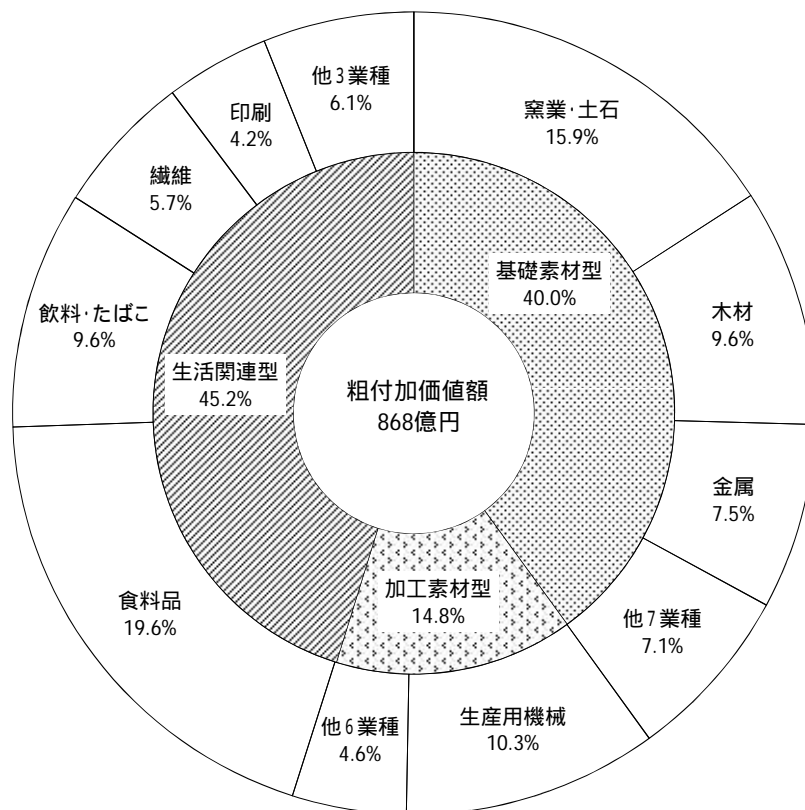 他3業種
6.1%
窯業･土石
15.9%
印刷
4.2%
繊維
5.7%
基礎素材型
40.0%
木材
9.6%
飲料･たばこ
9.6%
生活関連型
45.2%
粗付加価値額
868億円
金属
7.5%
加工素材型
14.8%
食料品
19.6%
他7業種
7.1%
生産用機械
10.3%
他6業種
4.6%